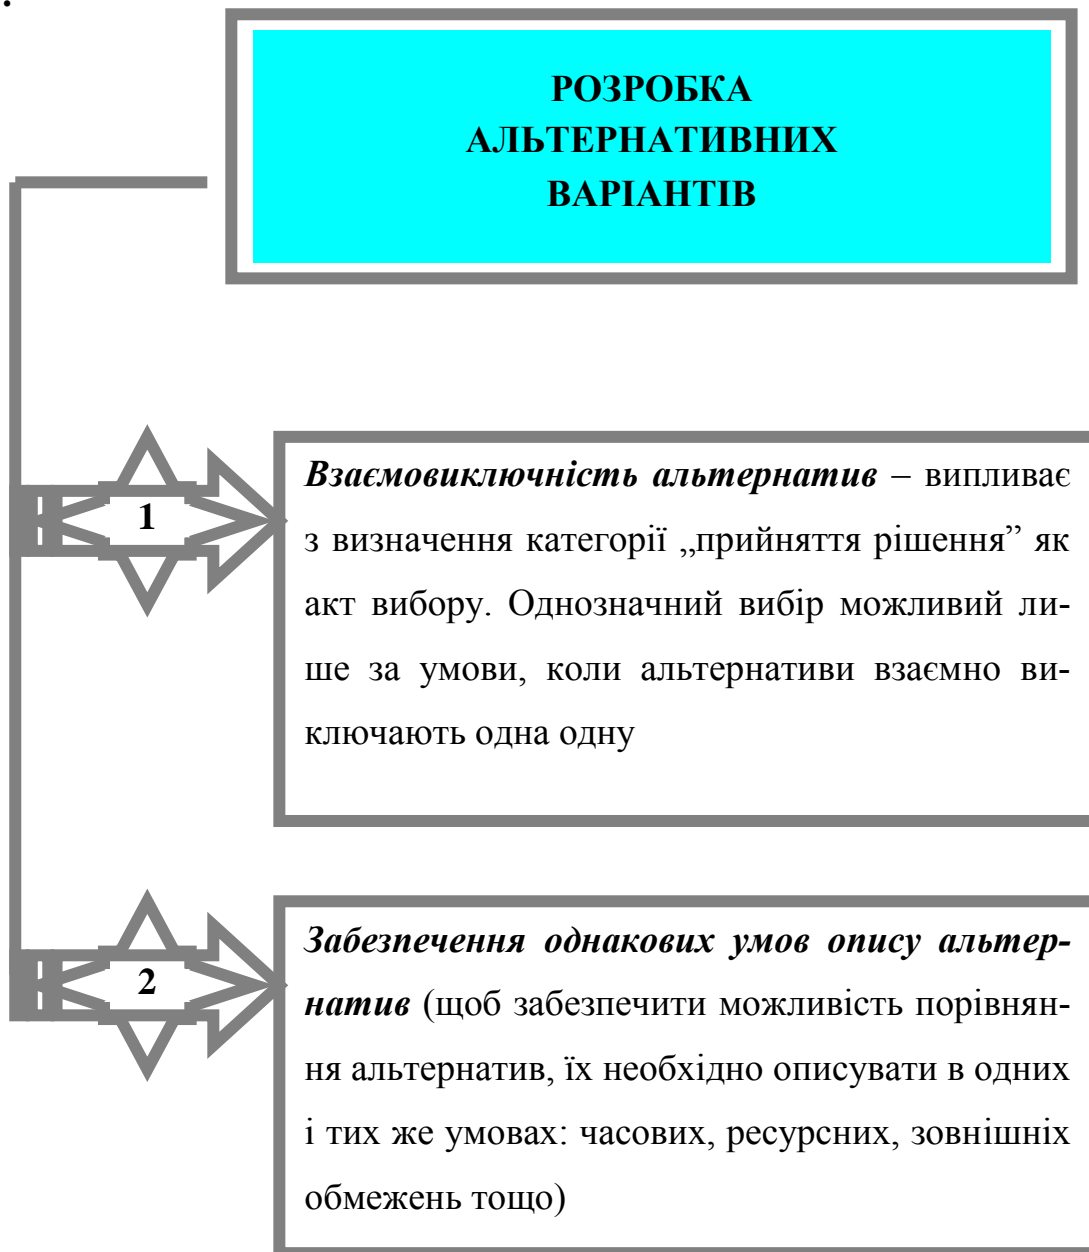 РОЗРОБКА
АЛЬТЕРНАТИВНИХ
ВАРІАНТІВ
1
Взаємовиключність альтернатив – випливає
з визначення категорії „прийняття рішення” як
акт вибору. Однозначний вибір можливий ли-
ше за умови, коли альтернативи взаємно ви-
ключають одна одну
2
Забезпечення однакових умов опису альтер-
натив (щоб забезпечити можливість порівнян-
ня альтернатив, їх необхідно описувати в одних
і тих же умовах: часових, ресурсних, зовнішніх
обмежень тощо)